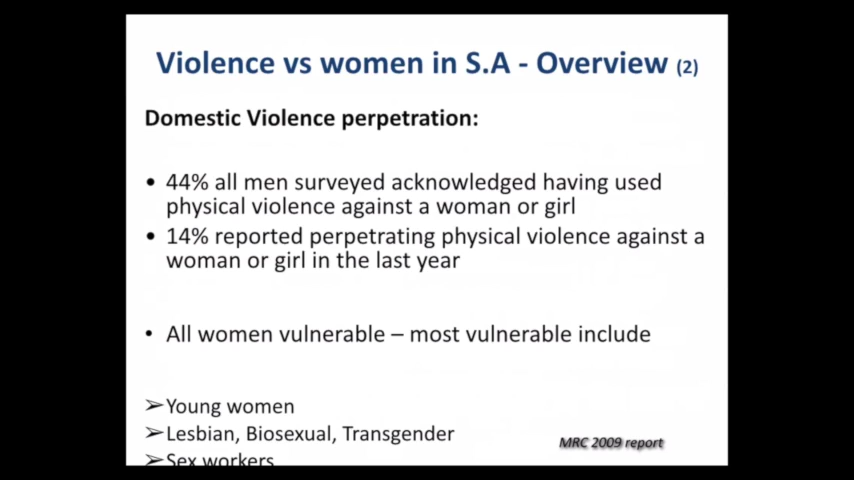 Violence vs women in S.A - Overview (2)
Domestic Violence perpetration:
• 44% all men surveyed acknowledged having used
physical violence against a woman or girl
• 14% reported perpetrating physical violence against a
woman or girl in the last year
• All women vulnerable – most vulnerable include
➢Young women
➢Lesbian, Biosexual, Transgender
➢Sex workers
MRC 2009 report